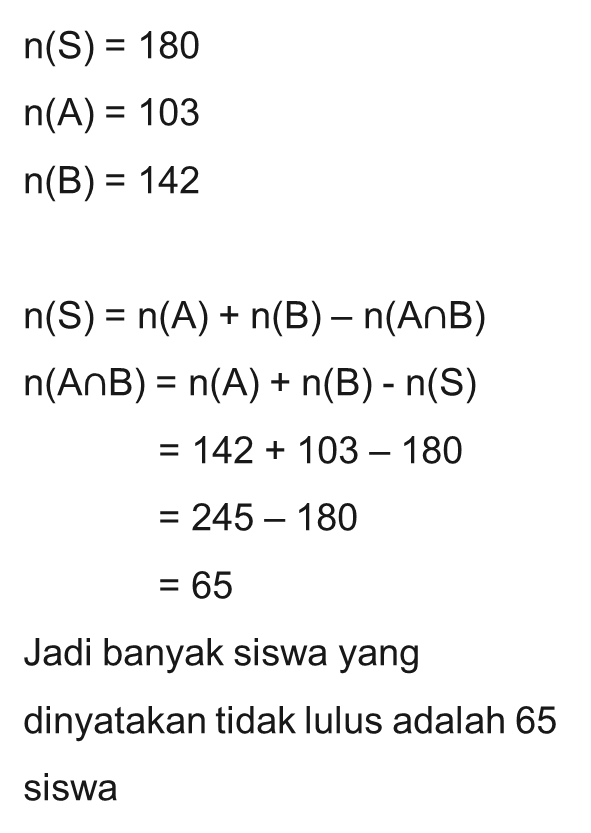 n(S) = 180
n(A) = 103
n(B) = 142
n(S) = n(A) + n(B) – n(A∩B)
n(A∩B) = n(A) + n(B) - n(S)
= 142 + 103 – 180
= 245 – 180
= 65
Jadi banyak siswa yang
dinyatakan tidak lulus adalah 65
siswa